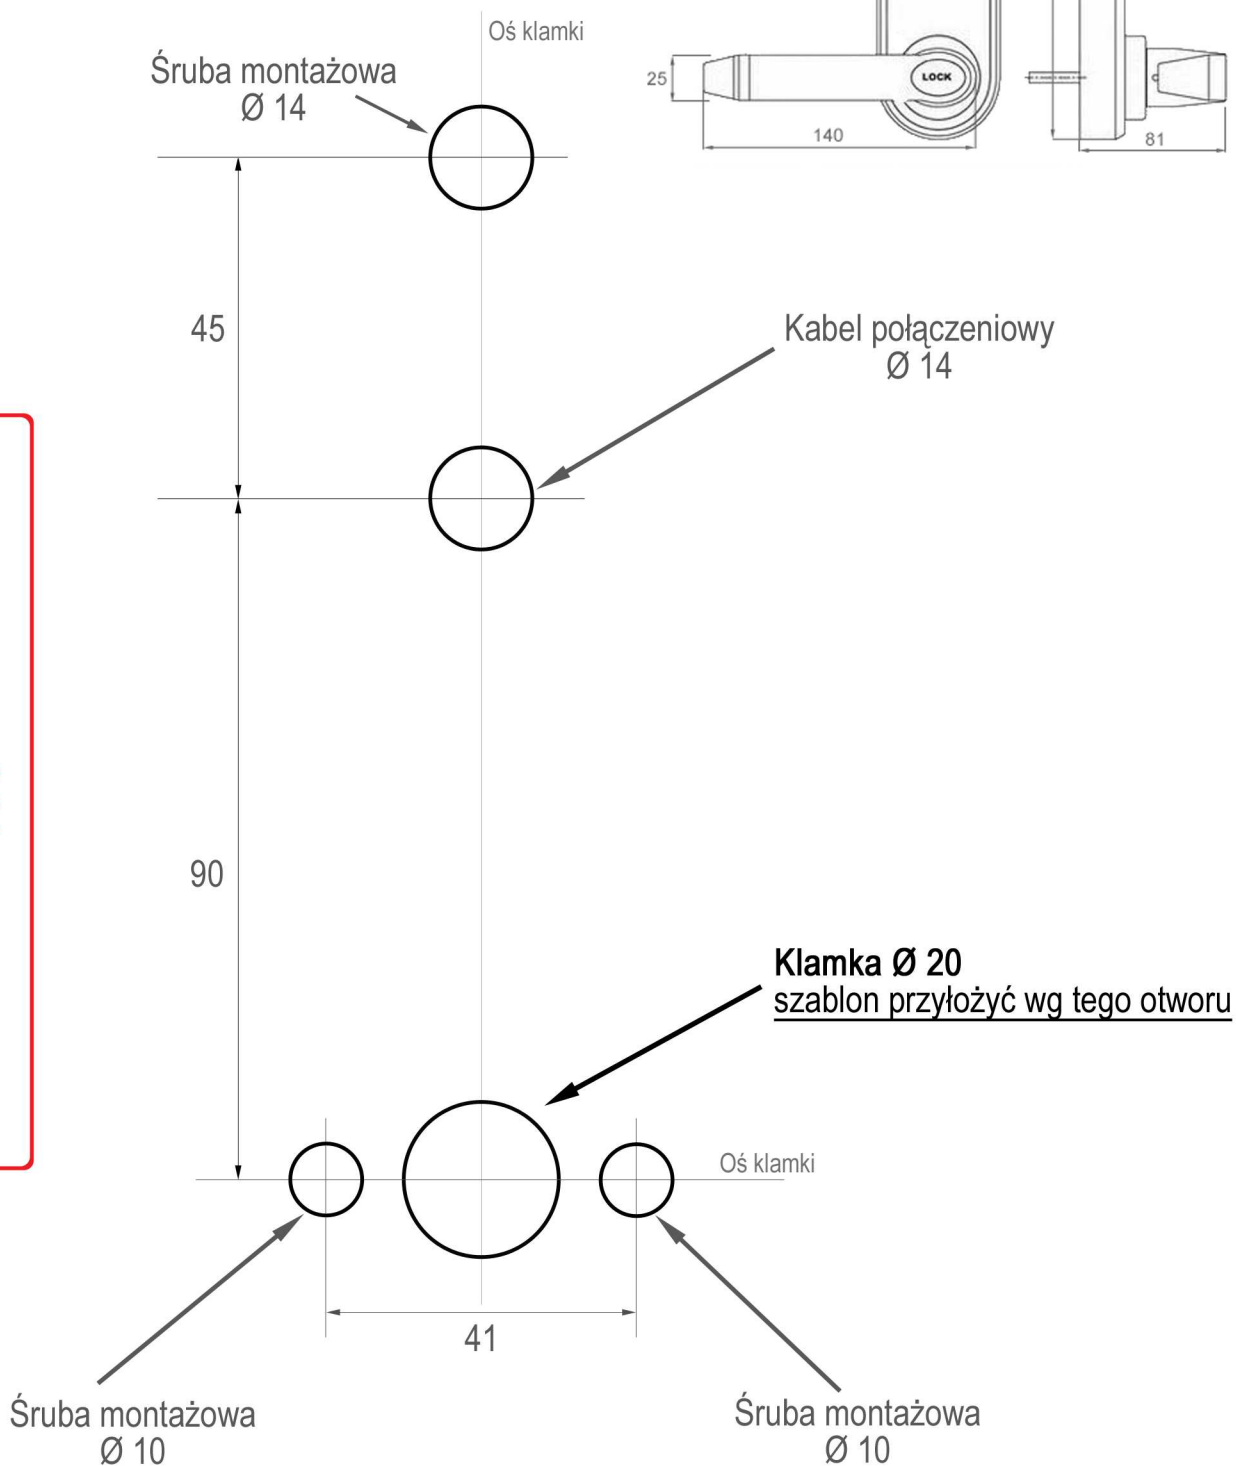 Oś klamki
Śruba montażowa
Ø 14
25
LOCK
140
81
45
Kabel połączeniowy
Ø 14
90
Klamka Ø 20
szablon przyłożyć wg tego otworu
Oś klamki
41
Śruba montażowa
Ø 10
Śruba montażowa
Ø 10